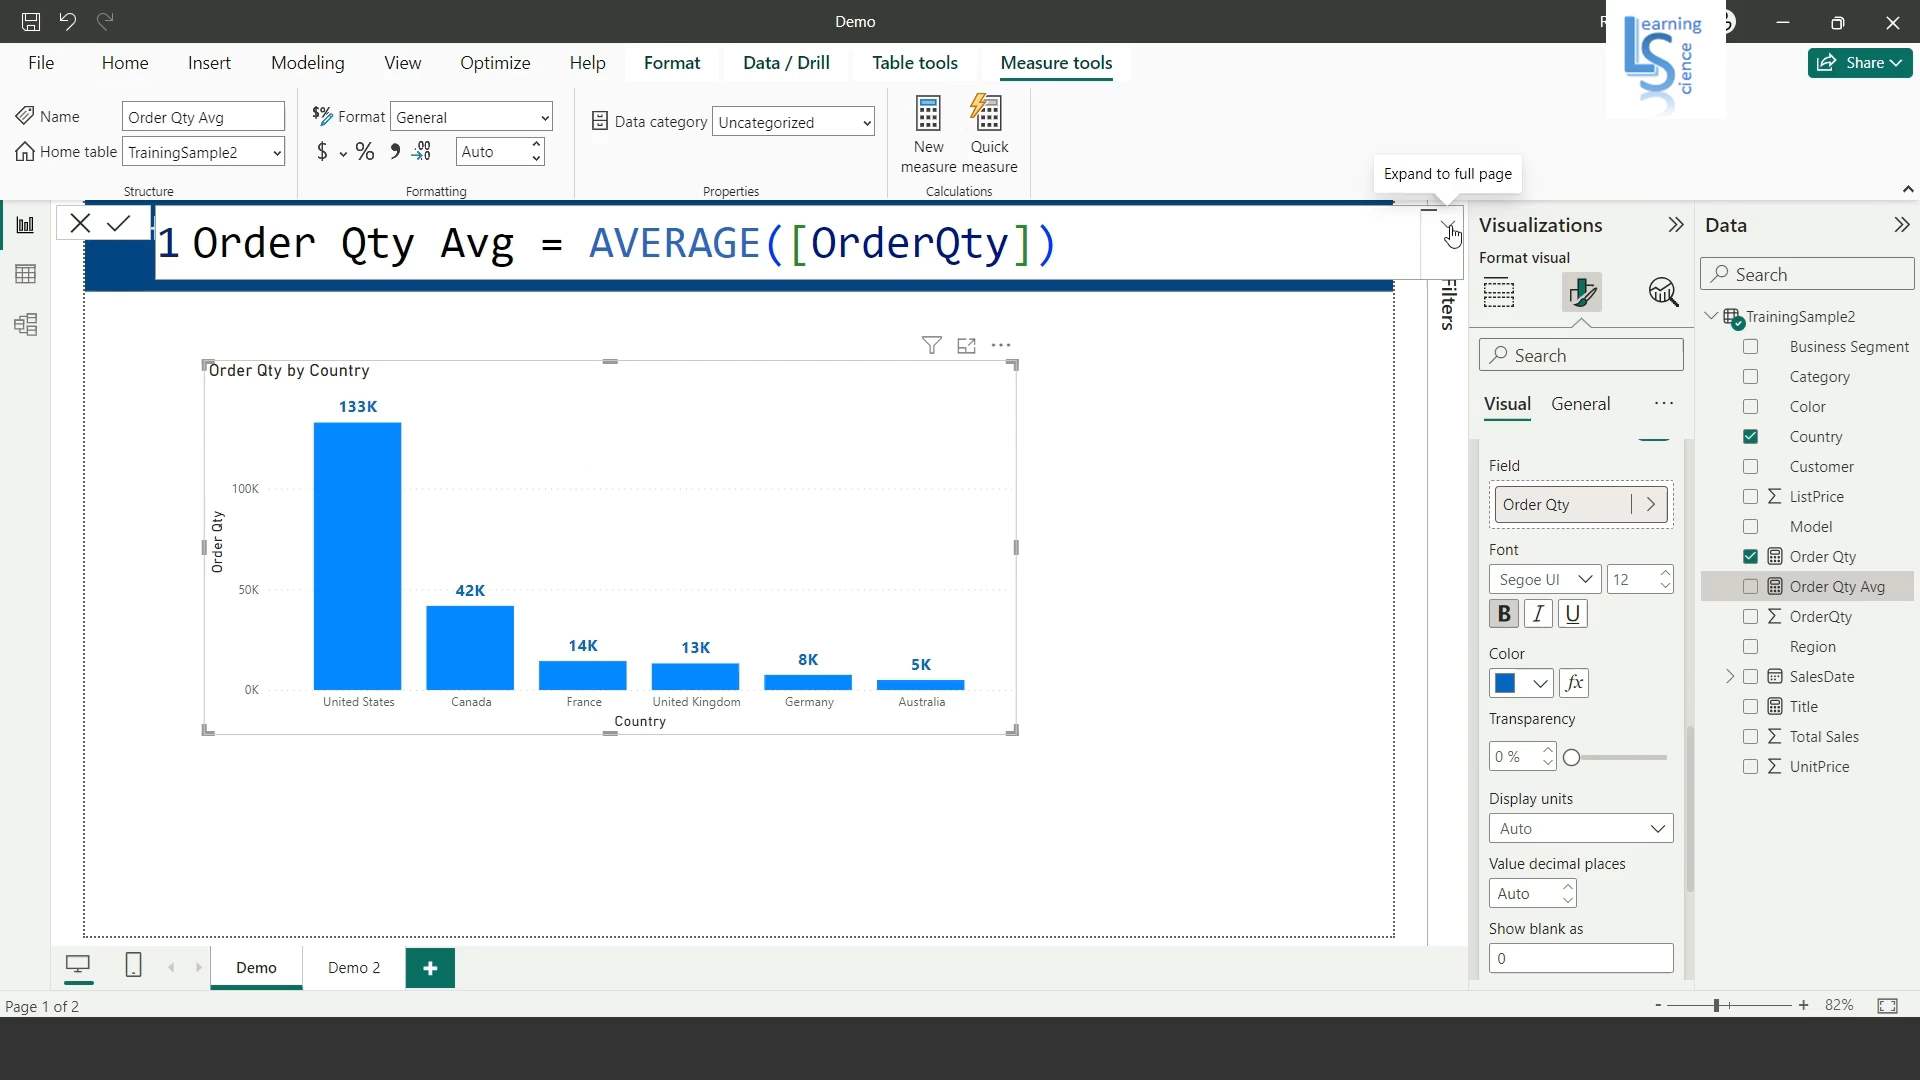 Demo
Learning
Science
File Home Insert Modeling View Optimize Help Format Data / Drill Table tools Measure tools
Share
Name Order Qty Avg
Home table TrainingSample2
Structure
$% Format General
$ % , .00 Auto
Formatting
Data category Uncategorized
Properties
New measure
Quick measure
Calculations
Expand to full page
1 Order Qty Avg = AVERAGE([OrderQty])
Filters
Order Qty by Country
133K
42K
14K
13K
8K
5K
100K
50K
0K
Order Qty
United States Canada France United Kingdom Germany Australia
Country
Visualizations
Format visual
Search
Visual General
Field
Order Qty
Font
Segoe UI 12
B I U
Color
fx
Transparency
0 %
Display units
Auto
Value decimal places
Auto
Show blank as
0
Data
Search
TrainingSample2
Business Segment
Category
Color
Country
Customer
ListPrice
Model
Order Qty
Order Qty Avg
OrderQty
Region
SalesDate
Title
Total Sales
UnitPrice
Demo Demo 2 +
Page 1 of 2
- + 82%